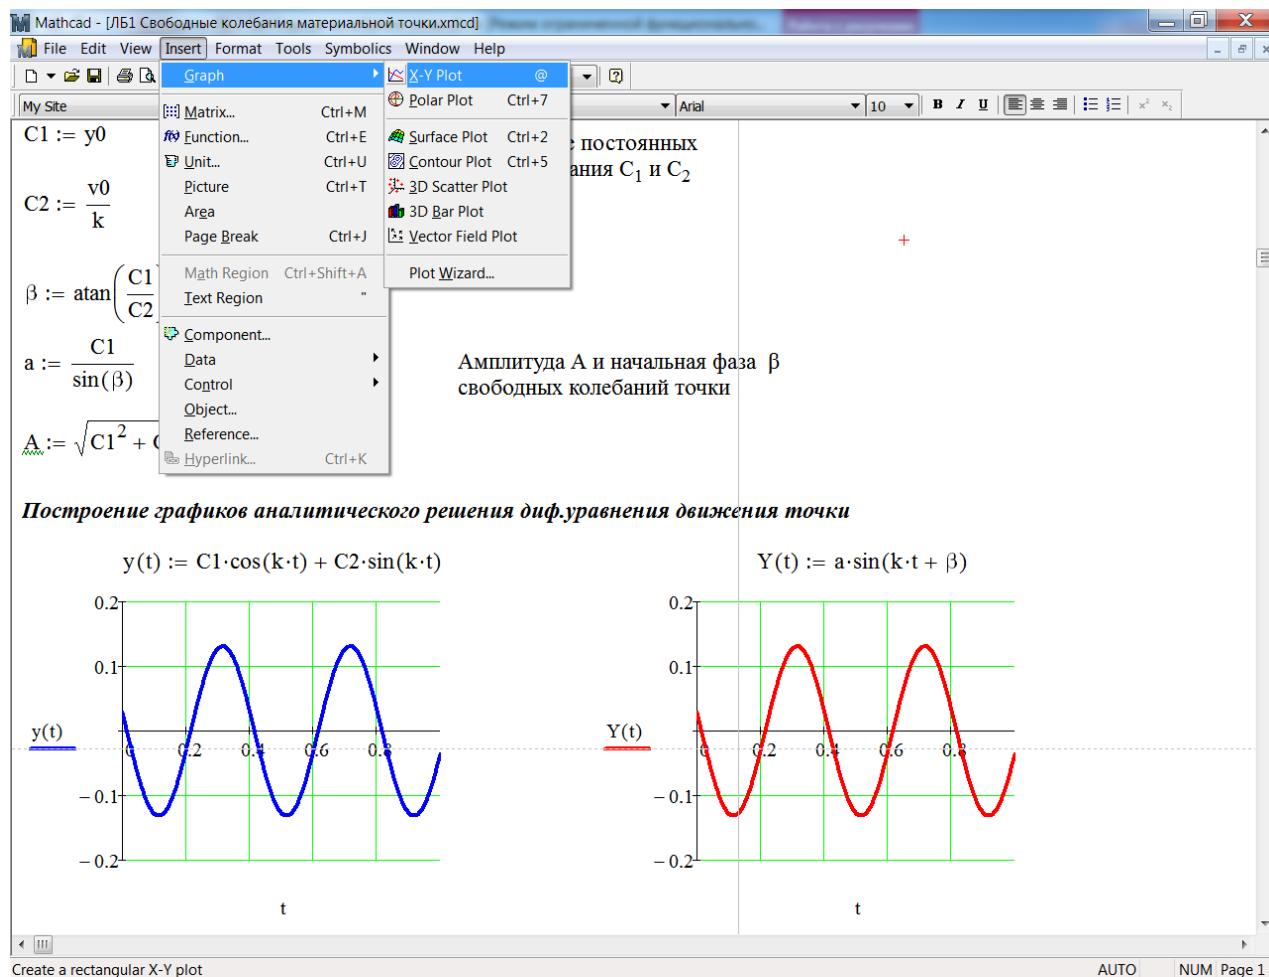 Mathcad - [ЛБ1 Свободные колебания материальной точки.xmcd]
File Edit View Insert Format Tools Symbolics Window Help
My Site Arial 10 B I U
Graph
Matrix... Ctrl+M
Function... Ctrl+E
Unit... Ctrl+U
Picture Ctrl+T
Area
Page Break Ctrl+J
Math Region Ctrl+Shift+A
Text Region "
Component...
Data
Control
Object...
Reference...
Hyperlink... Ctrl+K
X-Y Plot @
Polar Plot Ctrl+7
Surface Plot Ctrl+2
Contour Plot Ctrl+5
3D Scatter Plot
3D Bar Plot
Vector Field Plot
Plot Wizard...
C1 := y0
постоянных
ания C₁ и C₂
C2 := v0/k
β := atan(C1/C2)
a := C1/sin(β)
Амплитуда А и начальная фаза β
свободных колебаний точки
A := √C1² +
Построение графиков аналитического решения диф.уравнения движения точки
y(t) := C1·cos(k·t) + C2·sin(k·t)
Y(t) := a·sin(k·t + β)
0.2
0.1
y(t)
0 0.2 0.4 0.6 0.8
− 0.1
− 0.2
t
0.2
0.1
Y(t)
0 0.2 0.4 0.6 0.8
− 0.1
− 0.2
t
Create a rectangular X-Y plot
AUTO NUM Page 1